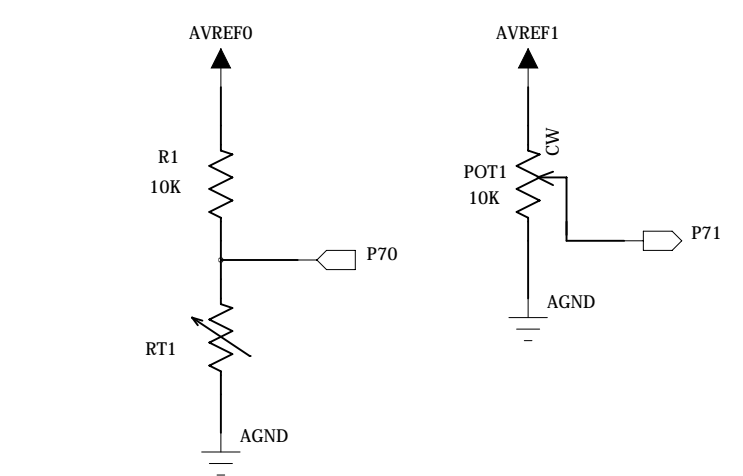 AVREF0
R1
10K
P70
RT1
AGND
AVREF1
CW
POT1
10K
P71
AGND